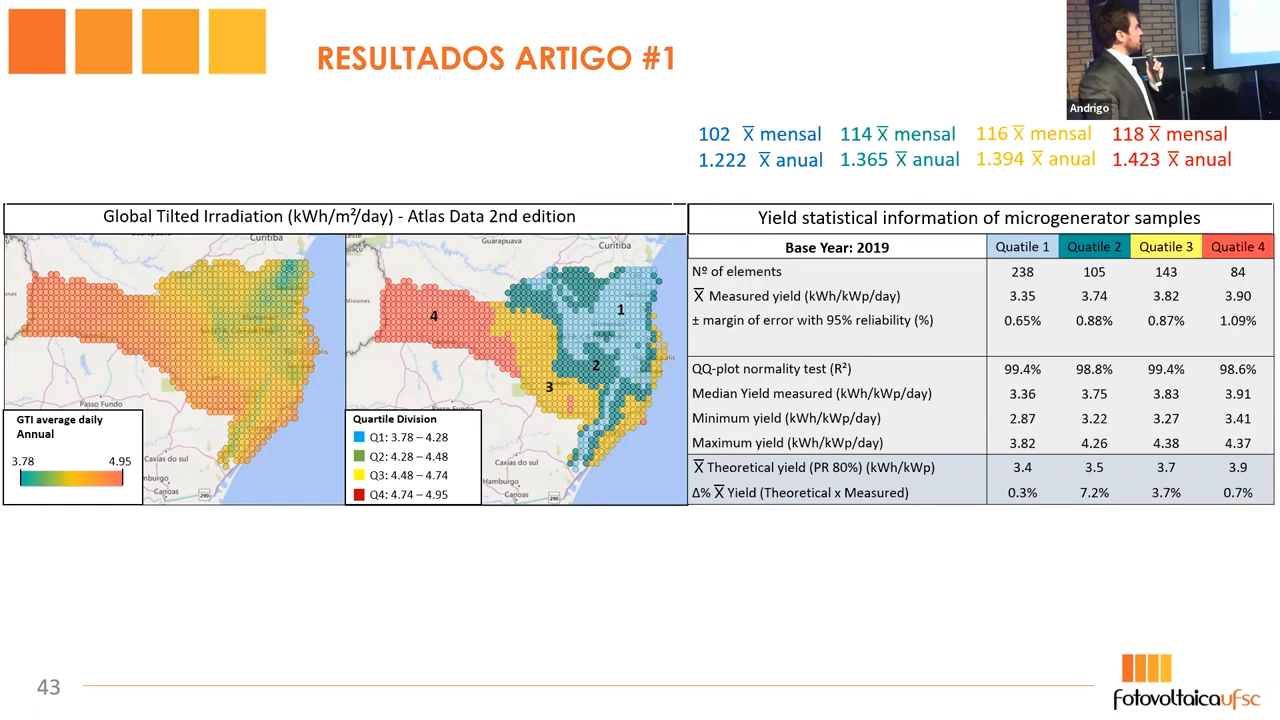 RESULTADOS ARTIGO #1
Andrigo
102 X̅ mensal 114 X̅ mensal 116 X̅ mensal 118 X̅ mensal
1.222 X̅ anual 1.365 X̅ anual 1.394 X̅ anual 1.423 X̅ anual
Global Tilted Irradiation (kWh/m²/day) - Atlas Data 2nd edition
Curitiba
Passo Fundo
Caxias do sul
Canoas
290
GTI average daily
Annual
3.78 4.95
Guarapuava
Curitiba
Misiones
4
1
2
3
Passo Fundo
Caxias do sul
Hamburgo
Canoas
290
Quartile Division
Q1: 3.78 – 4.28
Q2: 4.28 – 4.48
Q3: 4.48 – 4.74
Q4: 4.74 – 4.95
Yield statistical information of microgenerator samples
Base Year: 2019 Quatile 1 Quatile 2 Quatile 3 Quatile 4
Nº of elements 238 105 143 84
X̅ Measured yield (kWh/kWp/day) 3.35 3.74 3.82 3.90
± margin of error with 95% reliability (%) 0.65% 0.88% 0.87% 1.09%
QQ-plot normality test (R²) 99.4% 98.8% 99.4% 98.6%
Median Yield measured (kWh/kWp/day) 3.36 3.75 3.83 3.91
Minimum yield (kWh/kWp/day) 2.87 3.22 3.27 3.41
Maximum yield (kWh/kWp/day) 3.82 4.26 4.38 4.37
X̅ Theoretical yield (PR 80%) (kWh/kWp) 3.4 3.5 3.7 3.9
Δ% X̅ Yield (Theoretical x Measured) 0.3% 7.2% 3.7% 0.7%
43
fotovoltaicaufsc